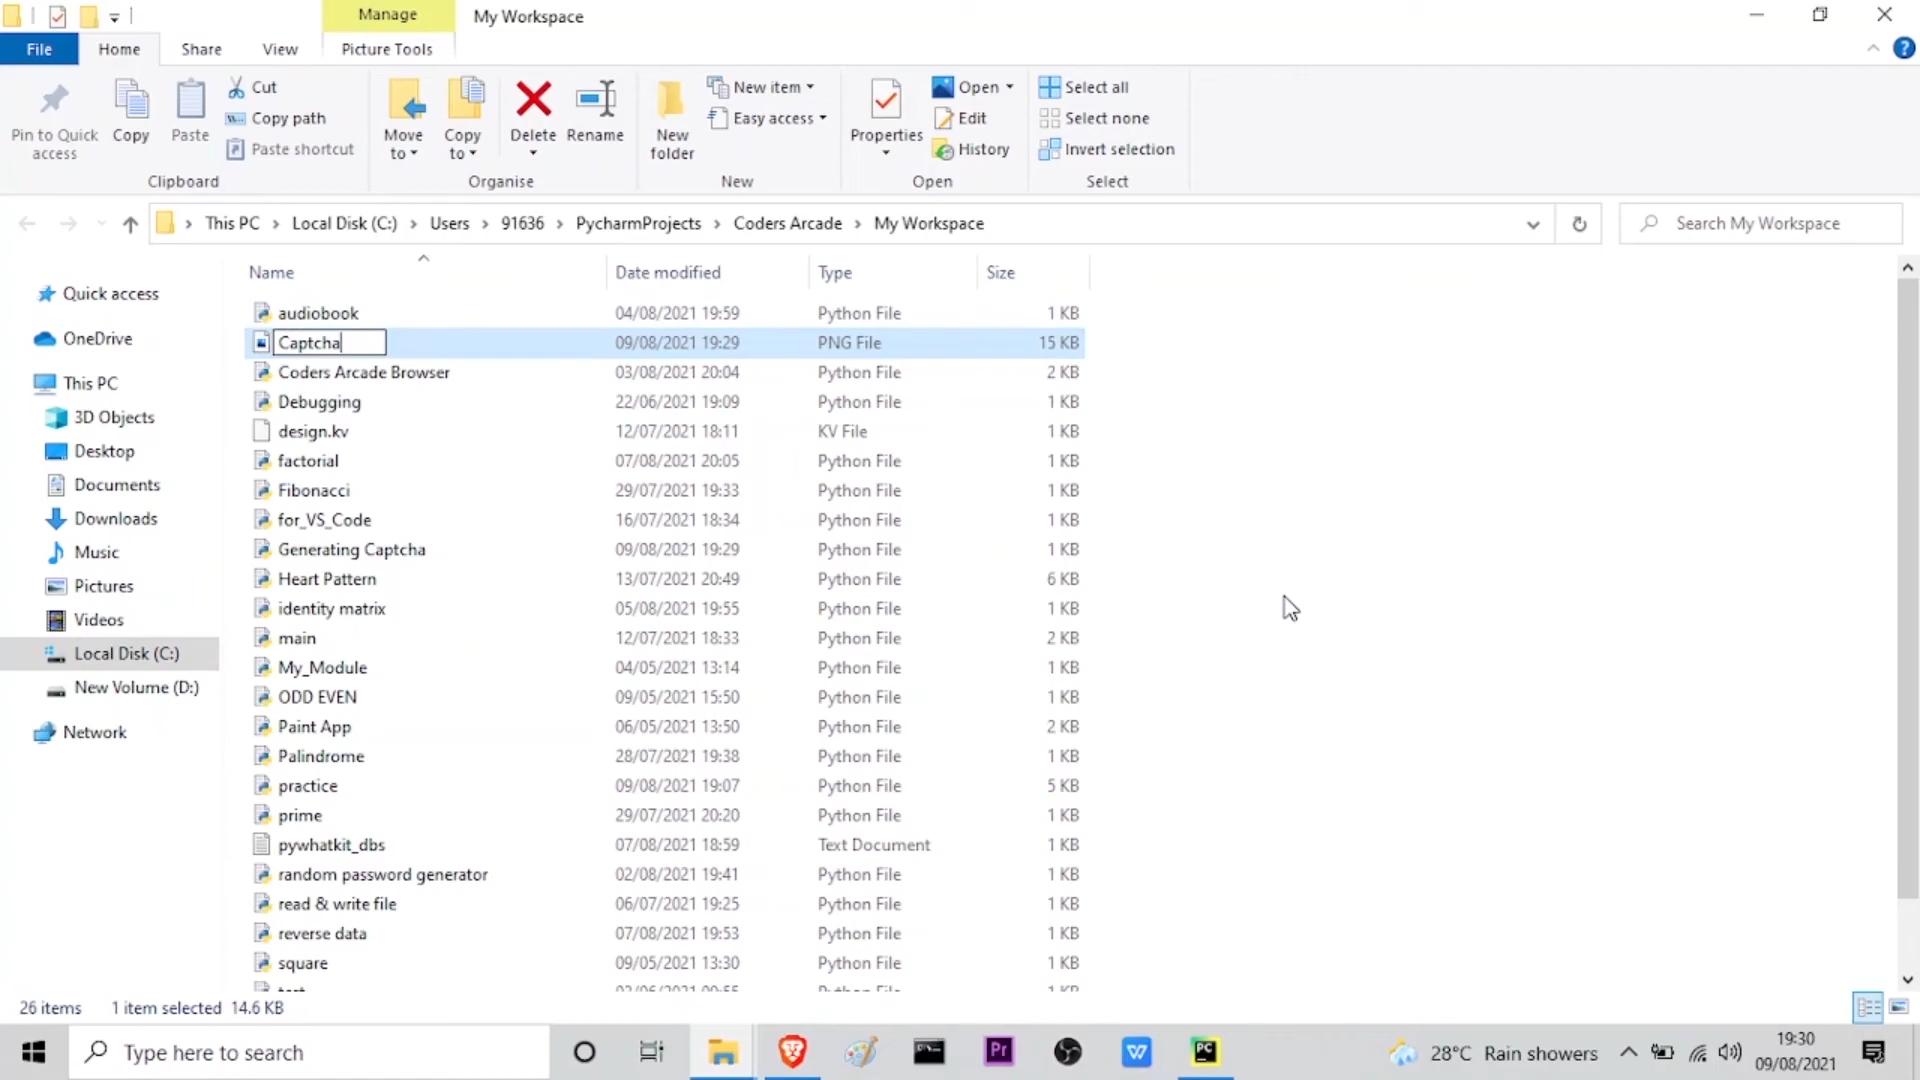 Manage
My Workspace
File
Home
Share
View
Picture Tools
Pin to Quick access
Copy
Paste
Cut
Copy path
Paste shortcut
Clipboard
Move to
Copy to
Delete
Rename
Organise
New folder
New item
Easy access
New
Properties
Open
Edit
History
Open
Select all
Select none
Invert selection
Select
This PC > Local Disk (C:) > Users > 91636 > PycharmProjects > Coders Arcade > My Workspace
Search My Workspace
Quick access
OneDrive
This PC
3D Objects
Desktop
Documents
Downloads
Music
Pictures
Videos
Local Disk (C:)
New Volume (D:)
Network
Name Date modified Type Size
audiobook 04/08/2021 19:59 Python File 1 KB
Captcha 09/08/2021 19:29 PNG File 15 KB
Coders Arcade Browser 03/08/2021 20:04 Python File 2 KB
Debugging 22/06/2021 19:09 Python File 1 KB
design.kv 12/07/2021 18:11 KV File 1 KB
factorial 07/08/2021 20:05 Python File 1 KB
Fibonacci 29/07/2021 19:33 Python File 1 KB
for_VS_Code 16/07/2021 18:34 Python File 1 KB
Generating Captcha 09/08/2021 19:29 Python File 1 KB
Heart Pattern 13/07/2021 20:49 Python File 6 KB
identity matrix 05/08/2021 19:55 Python File 1 KB
main 12/07/2021 18:33 Python File 2 KB
My_Module 04/05/2021 13:14 Python File 1 KB
ODD EVEN 09/05/2021 15:50 Python File 1 KB
Paint App 06/05/2021 13:50 Python File 2 KB
Palindrome 28/07/2021 19:38 Python File 1 KB
practice 09/08/2021 19:07 Python File 5 KB
prime 29/07/2021 20:20 Python File 1 KB
pywhatkit_dbs 07/08/2021 18:59 Text Document 1 KB
random password generator 02/08/2021 19:41 Python File 1 KB
read & write file 06/07/2021 19:25 Python File 1 KB
reverse data 07/08/2021 19:53 Python File 1 KB
square 09/05/2021 13:30 Python File 1 KB
26 items 1 item selected 14.6 KB
Type here to search
Pr
W
PC
28°C Rain showers
19:30
09/08/2021